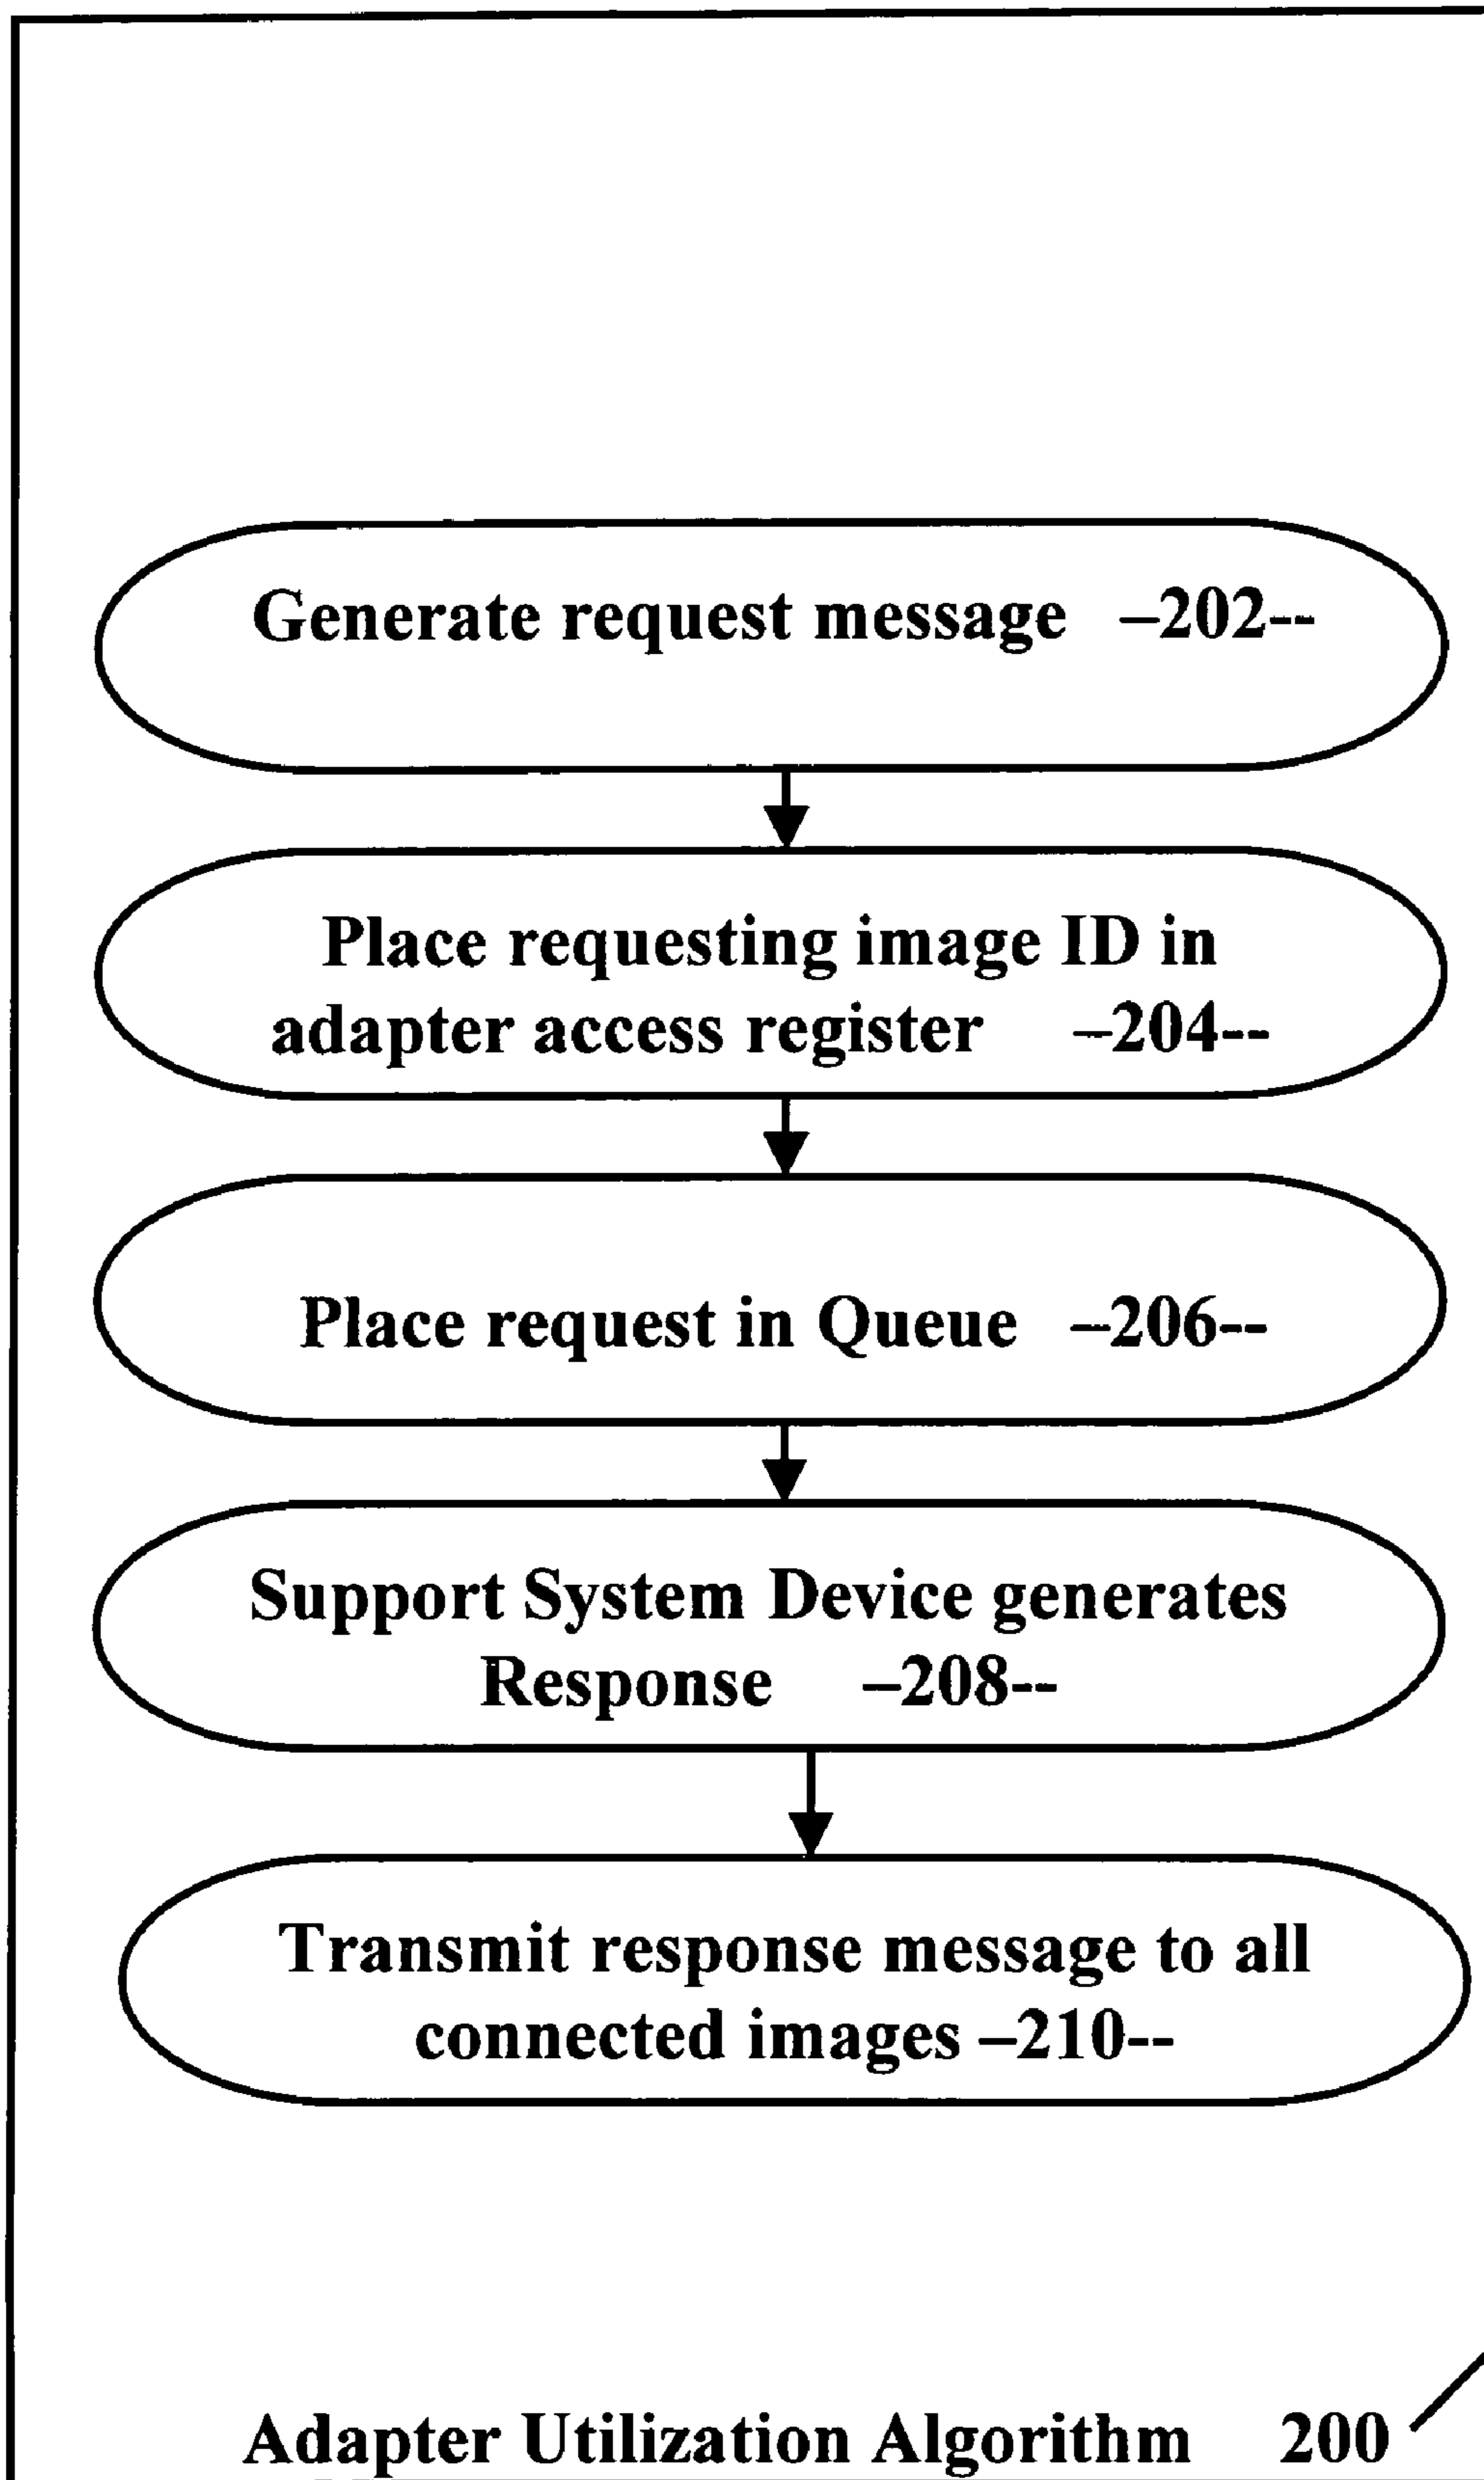 Generate request message –202--
Place requesting image ID in
adapter access register –204--
Place request in Queue –206--
Support System Device generates
Response –208--
Transmit response message to all
connected images –210--
Adapter Utilization Algorithm 200